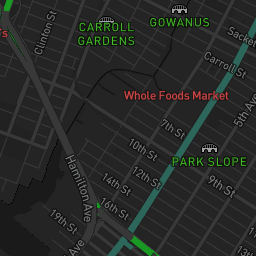 GOWANUS
Clinton St
CARROLL
GARDENS
Sacket
's
Carroll St
Whole Foods Market
5th Ave
7th St
10th St
PARK SLOPE
Hamilton Ave
12th St
14th St
9th St
16th St
19th St
Ave